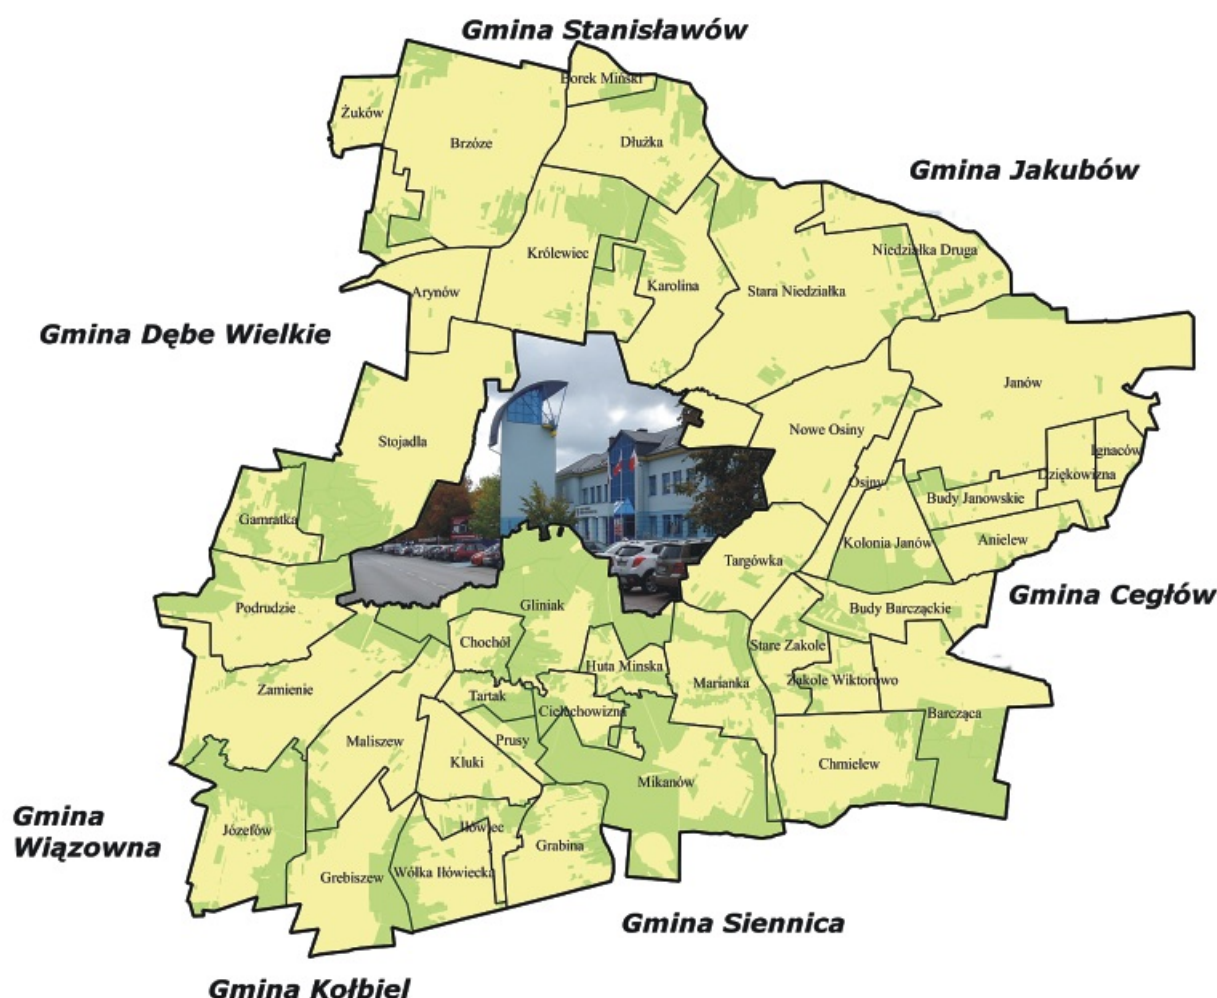 Gmina Stanisławów
Borek Miński
Żuków
Brzóze
Dłużka
Gmina Jakubów
Królewiec
Niedziałka Druga
Arynów
Karolina
Stara Niedziałka
Gmina Dębe Wielkie
Janów
Stojadla
Nowe Osiny
Ignaców
Dziękowizna
Osiny
Budy Janowskie
Gamratka
Kolonia Janów
Anielew
Targówka
Gmina Cegłów
Podrudzie
Gliniak
Budy Barcząckie
Chochół
Stare Zakole
Huta Minska
Zamienie
Marianka
Zakole Wiktorowo
Tartak
Cielechowizna
Barcząca
Maliszew
Prusy
Kluki
Chmielew
Mikanów
Gmina
Wiązowna
Józefów
Iłówiec
Grabina
Grebiszew
Wólka Iłówiecka
Gmina Siennica
Gmina Kołbiel